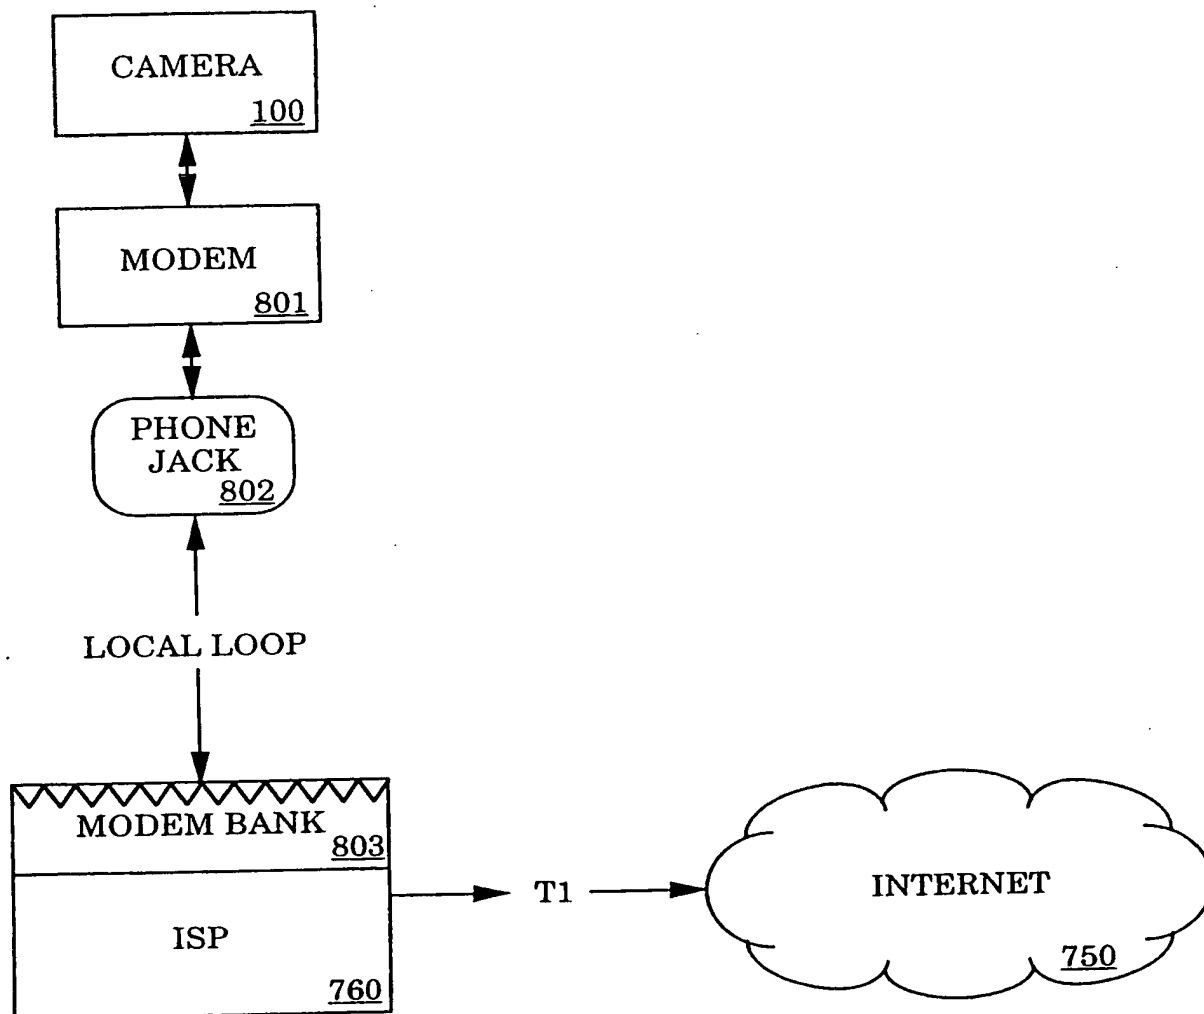 CAMERA
100
MODEM
801
PHONE
JACK
802
LOCAL LOOP
MODEM BANK
803
ISP
760
T1
INTERNET
750